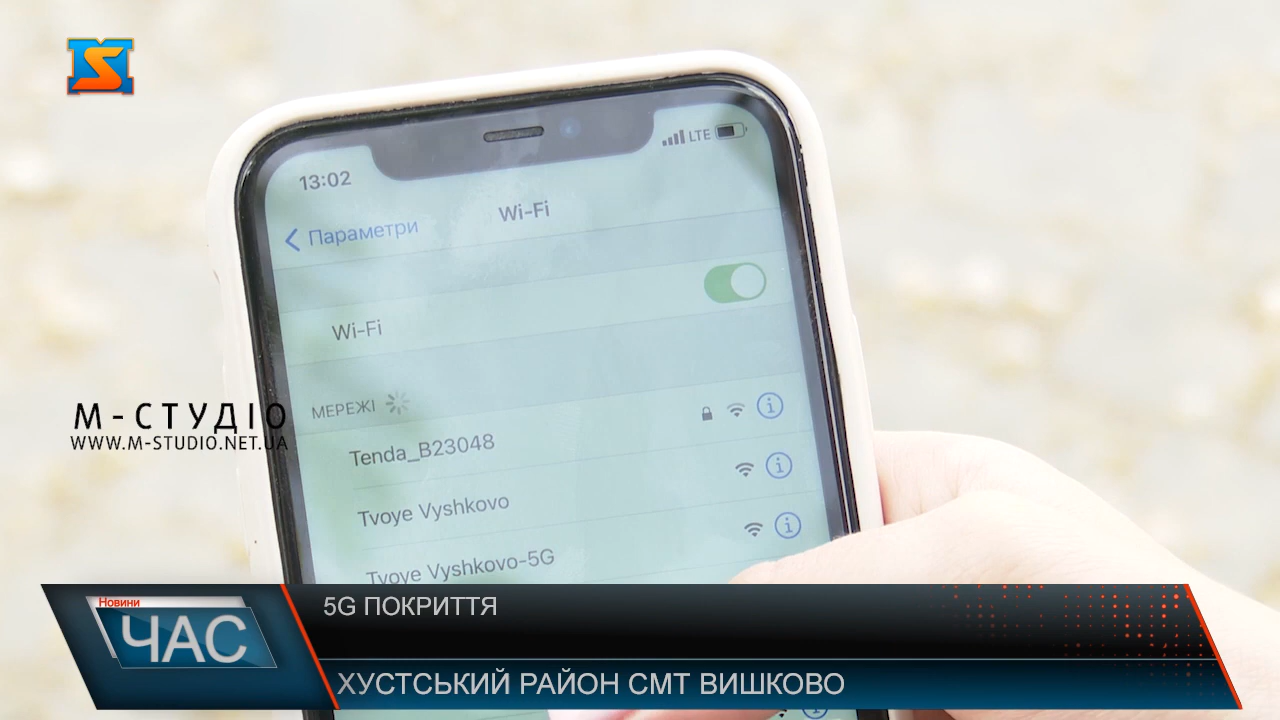 13:02
LTE
Параметри
Wi-Fi
Wi-Fi
МЕРЕЖІ
Tenda_B23048
Tvoye Vyshkovo
Tvoye Vyshkovo-5G
М-СТУДІО
WWW.M-STUDIO.NET.UA
Новини
ЧАС
5G ПОКРИТТЯ
ХУСТСЬКИЙ РАЙОН СМТ ВИШКОВО